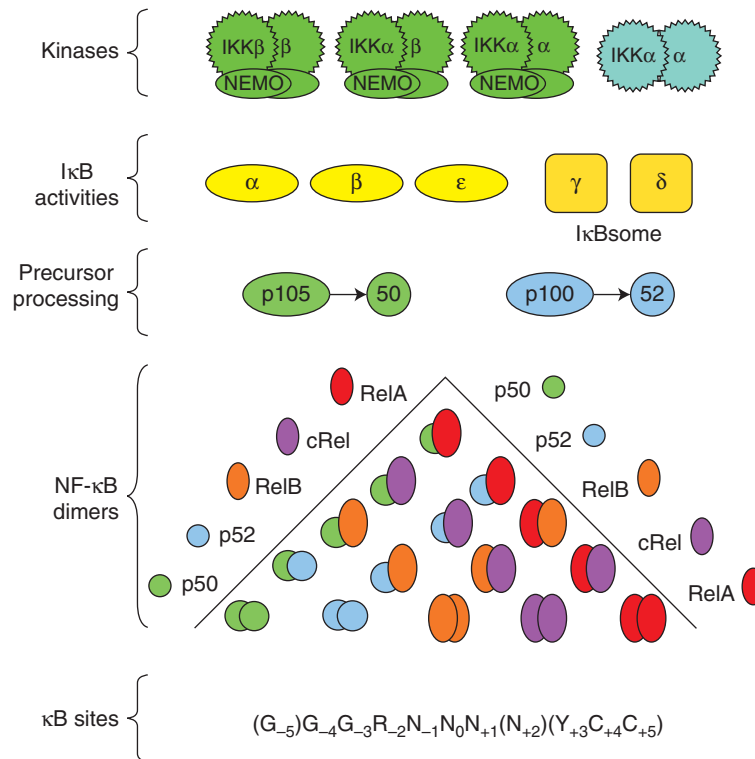 Kinases
IKKβ β
NEMO
IKKα β
NEMO
IKKα α
NEMO
IKKα α
IκB
activities
α
β
ε
γ
δ
IκBsome
Precursor
processing
p105
50
p100
52
NF-κB
dimers
RelA
cRel
RelB
p52
p50
p50
p52
RelB
cRel
RelA
κB sites
(G₋₅)G₋₄G₋₃R₋₂N₋₁N₀N₊₁(N₊₂)(Y₊₃C₊₄C₊₅)